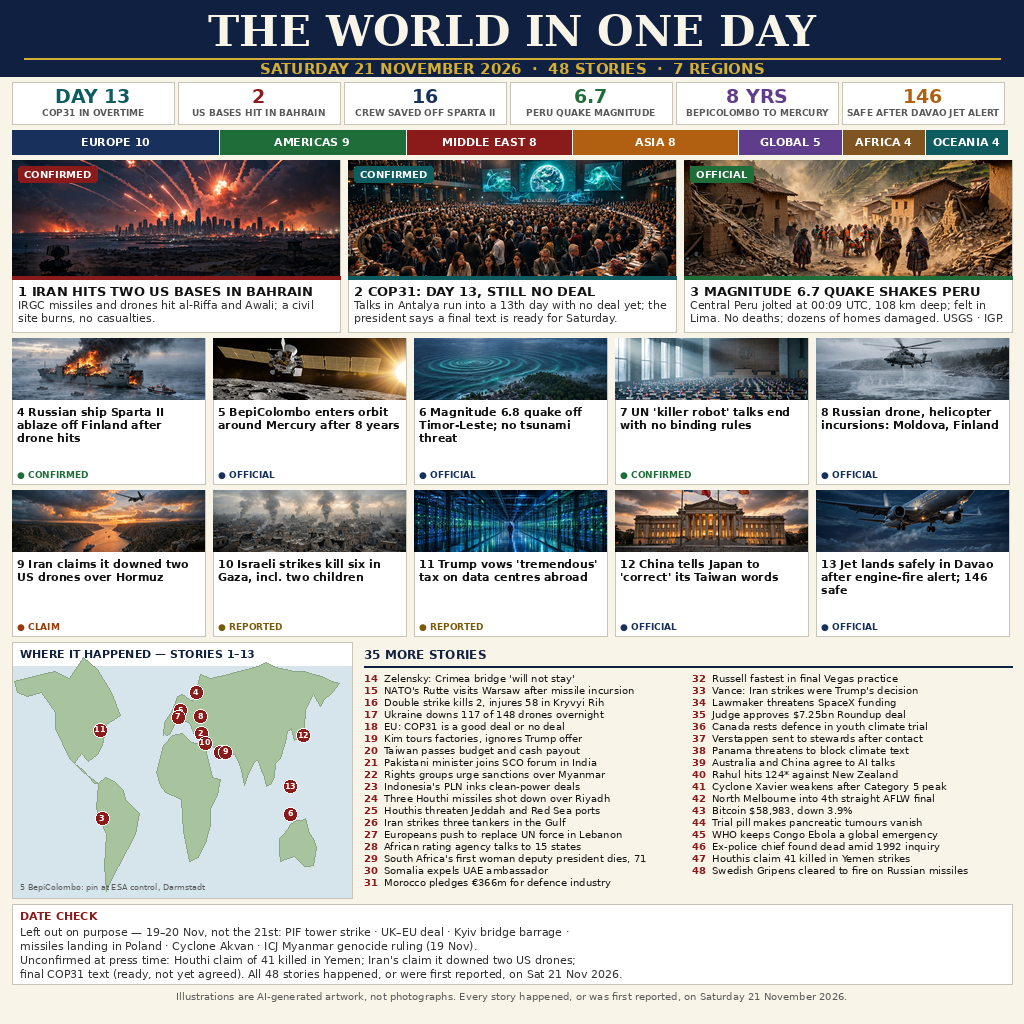 THE WORLD IN ONE DAY
SATURDAY 21 NOVEMBER 2026 · 48 STORIES · 7 REGIONS
DAY 13
COP31 IN OVERTIME
2
US BASES HIT IN BAHRAIN
16
CREW SAVED OFF SPARTA II
6.7
PERU QUAKE MAGNITUDE
8 YRS
BEPICOLOMBO TO MERCURY
146
SAFE AFTER DAVAO JET ALERT
EUROPE 10
AMERICAS 9
MIDDLE EAST 8
ASIA 8
GLOBAL 5
AFRICA 4
OCEANIA 4
CONFIRMED
1 IRAN HITS TWO US BASES IN BAHRAIN
IRGC missiles and drones hit al-Riffa and Awali; a civil
site burns, no casualties.
CONFIRMED
2 COP31: DAY 13, STILL NO DEAL
Talks in Antalya run into a 13th day with no deal yet; the
president says a final text is ready for Saturday.
OFFICIAL
3 MAGNITUDE 6.7 QUAKE SHAKES PERU
Central Peru jolted at 00:09 UTC, 108 km deep; felt in
Lima. No deaths; dozens of homes damaged. USGS · IGP.
4 Russian ship Sparta II
ablaze off Finland after
drone hits
● CONFIRMED
5 BepiColombo enters orbit
around Mercury after 8 years
● OFFICIAL
6 Magnitude 6.8 quake off
Timor-Leste; no tsunami
threat
● OFFICIAL
7 UN 'killer robot' talks end
with no binding rules
● CONFIRMED
8 Russian drone, helicopter
incursions: Moldova, Finland
● OFFICIAL
9 Iran claims it downed two
US drones over Hormuz
● CLAIM
10 Israeli strikes kill six in
Gaza, incl. two children
● REPORTED
11 Trump vows 'tremendous'
tax on data centres abroad
● REPORTED
12 China tells Japan to
'correct' its Taiwan words
● OFFICIAL
13 Jet lands safely in Davao
after engine-fire alert; 146
safe
● OFFICIAL
WHERE IT HAPPENED — STORIES 1–13
4
7
8
2
10
9
11
12
13
3
6
5 BepiColombo: pin at ESA control, Darmstadt
35 MORE STORIES
14 Zelensky: Crimea bridge 'will not stay'
15 NATO's Rutte visits Warsaw after missile incursion
16 Double strike kills 2, injures 58 in Kryvyi Rih
17 Ukraine downs 117 of 148 drones overnight
18 EU: COP31 is a good deal or no deal
19 Kim tours factories, ignores Trump offer
20 Taiwan passes budget and cash payout
21 Pakistani minister joins SCO forum in India
22 Rights groups urge sanctions over Myanmar
23 Indonesia's PLN inks clean-power deals
24 Three Houthi missiles shot down over Riyadh
25 Houthis threaten Jeddah and Red Sea ports
26 Iran strikes three tankers in the Gulf
27 Europeans push to replace UN force in Lebanon
28 African rating agency talks to 15 states
29 South Africa's first woman deputy president dies, 71
30 Somalia expels UAE ambassador
31 Morocco pledges €366m for defence industry
32 Russell fastest in final Vegas practice
33 Vance: Iran strikes were Trump's decision
34 Lawmaker threatens SpaceX funding
35 Judge approves $7.25bn Roundup deal
36 Canada rests defence in youth climate trial
37 Verstappen sent to stewards after contact
38 Panama threatens to block climate text
39 Australia and China agree to AI talks
40 Rahul hits 124* against New Zealand
41 Cyclone Xavier weakens after Category 5 peak
42 North Melbourne into 4th straight AFLW final
43 Bitcoin $58,983, down 3.9%
44 Trial pill makes pancreatic tumours vanish
45 WHO keeps Congo Ebola a global emergency
46 Ex-police chief found dead amid 1992 inquiry
47 Houthis claim 41 killed in Yemen strikes
48 Swedish Gripens cleared to fire on Russian missiles
DATE CHECK
Left out on purpose — 19–20 Nov, not the 21st: PIF tower strike · UK–EU deal · Kyiv bridge barrage ·
missiles landing in Poland · Cyclone Akvan · ICJ Myanmar genocide ruling (19 Nov).
Unconfirmed at press time: Houthi claim of 41 killed in Yemen; Iran's claim it downed two US drones;
final COP31 text (ready, not yet agreed). All 48 stories happened, or were first reported, on Sat 21 Nov 2026.
Illustrations are AI-generated artwork, not photographs. Every story happened, or was first reported, on Saturday 21 November 2026.